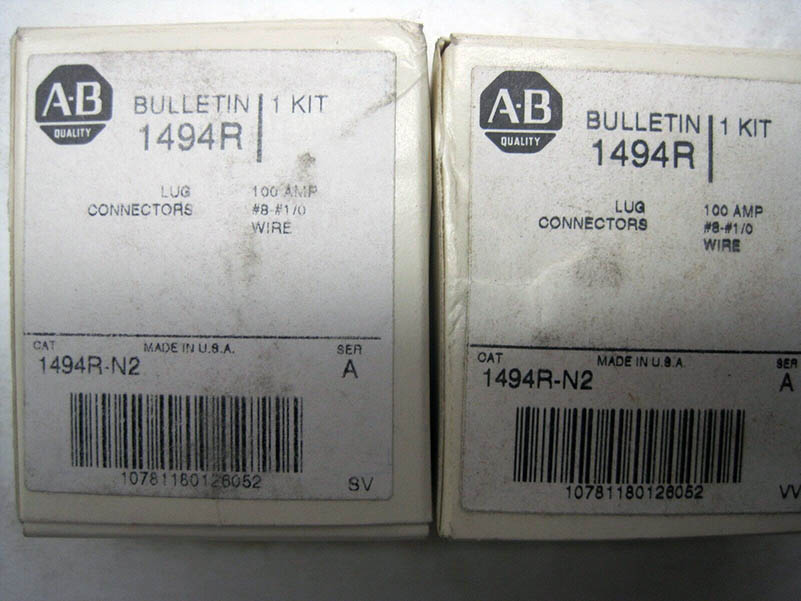 A·B
QUALITY
BULLETIN 1 KIT
1494R
LUG 100 AMP
CONNECTORS #8-#1/0
WIRE
CAT MADE IN U.S.A. SER
1494R-N2 A
10781180126052
SV
A·B
QUALITY
BULLETIN 1 KIT
1494R
LUG 100 AMP
CONNECTORS #8-#1/0
WIRE
CAT MADE IN U.S.A. SER
1494R-N2 A
10781180126052
VV